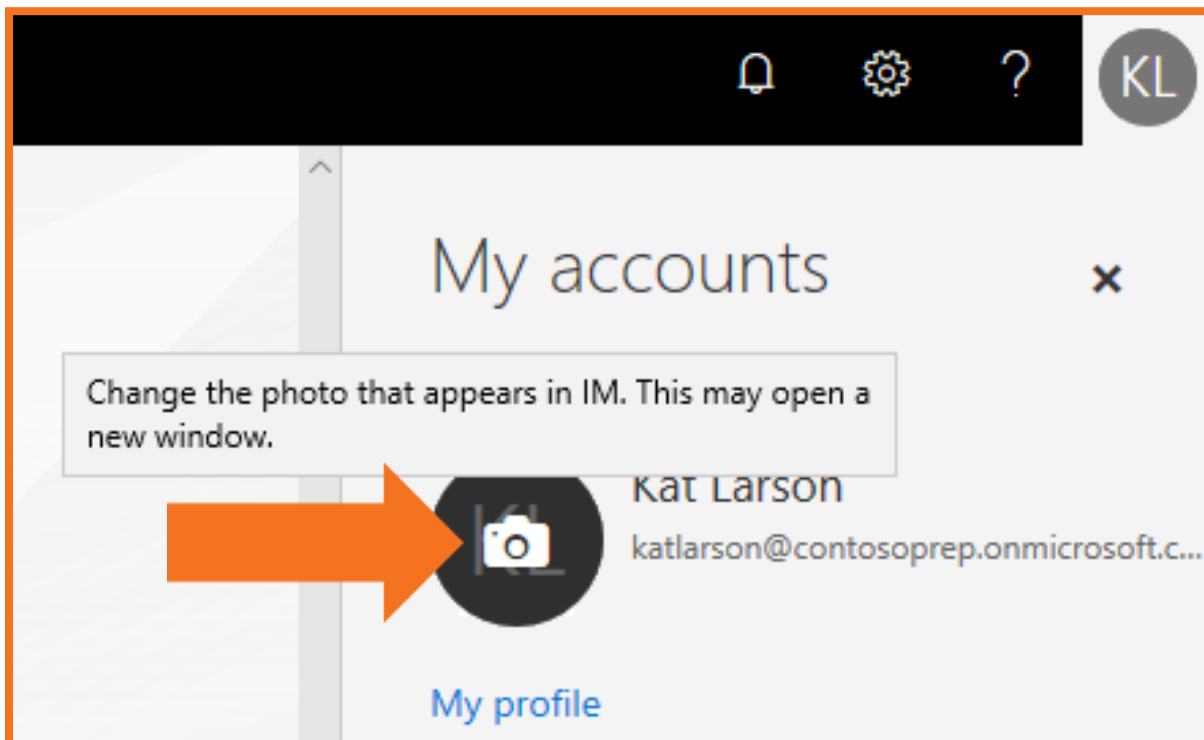 ? KL
My accounts
Change the photo that appears in IM. This may open a
new window.
Kat Larson
KL
katlarson@contosoprep.onmicrosoft.c...
My profile